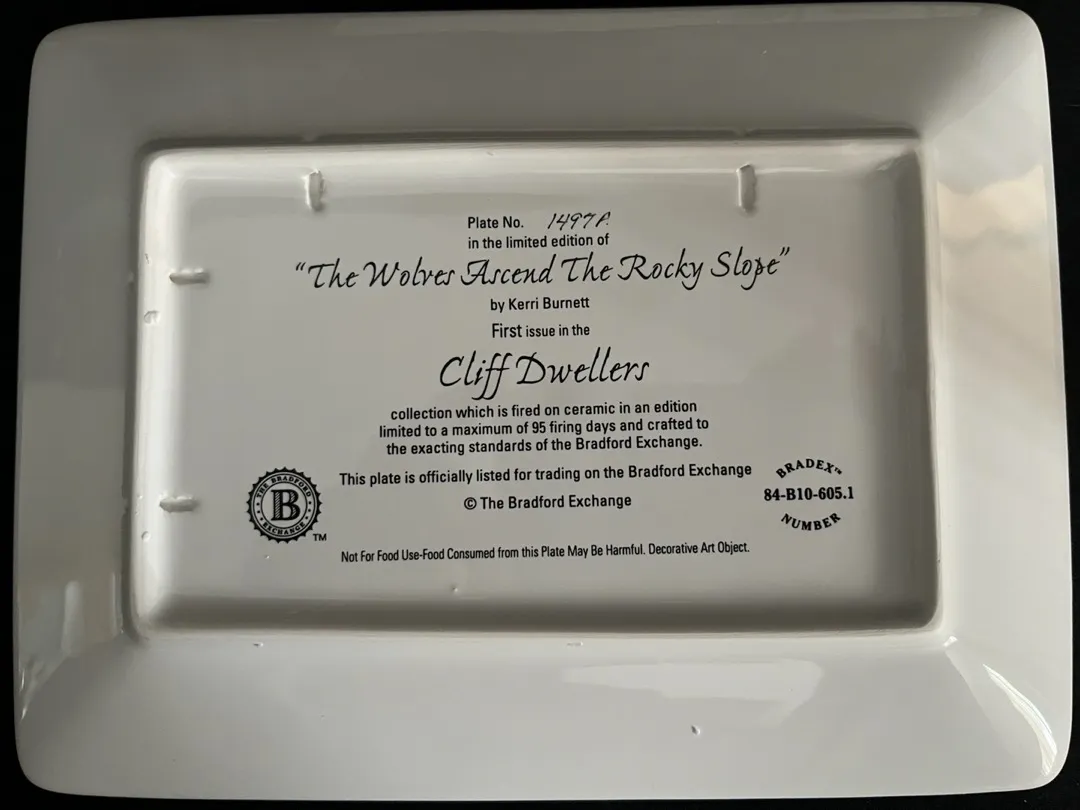 Plate No. 1497A
in the limited edition of
"The Wolves Ascend The Rocky Slope"
by Kerri Burnett
First issue in the
Cliff Dwellers
collection which is fired on ceramic in an edition
limited to a maximum of 95 firing days and crafted to
the exacting standards of the Bradford Exchange.
This plate is officially listed for trading on the Bradford Exchange
© The Bradford Exchange
THE BRADFORD
B
EXCHANGE
TM
BRADEX™
84-B10-605.1
NUMBER
Not For Food Use-Food Consumed from this Plate May Be Harmful. Decorative Art Object.